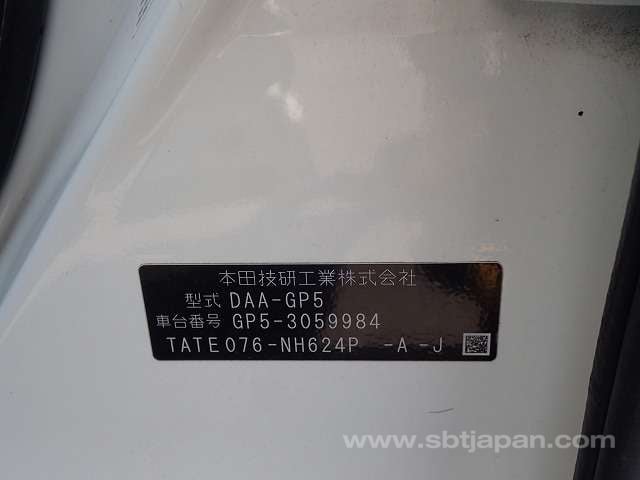 本田技研工業株式会社
型式 DAA-GP5
車台番号 GP5-3059984
TATE076-NH624P -A -J
www.sbtjapan.com